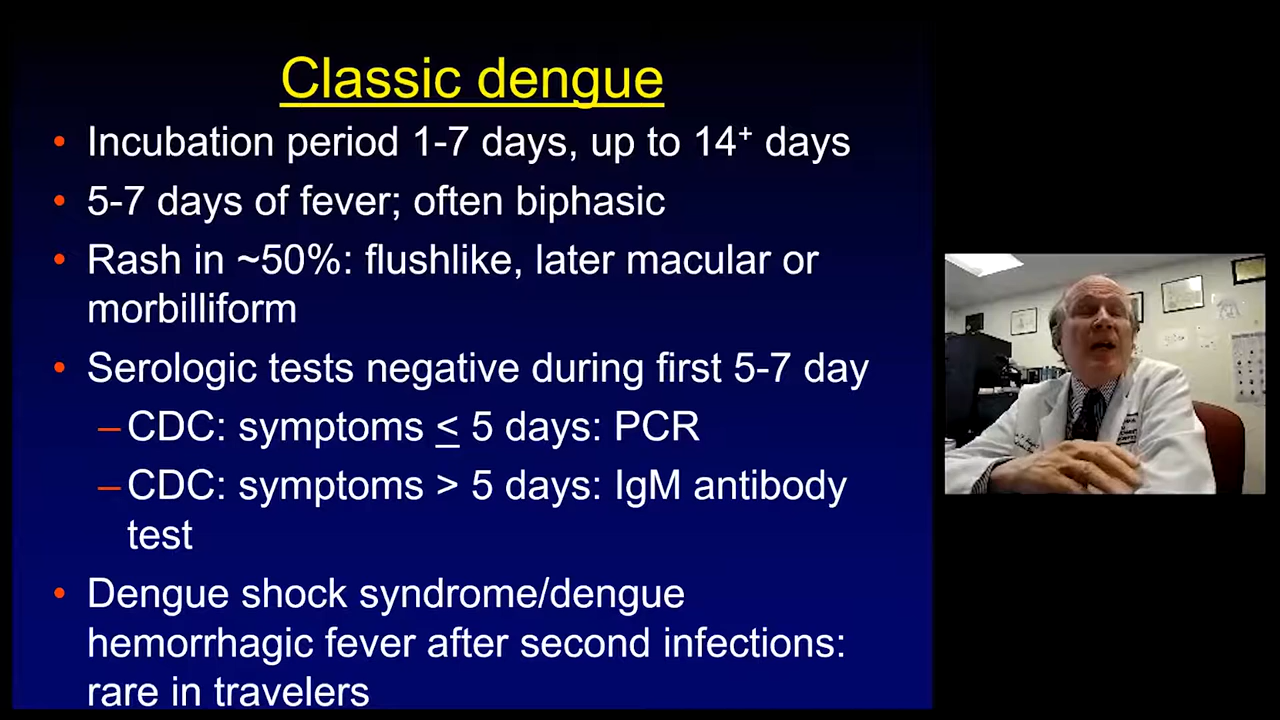 Classic dengue
• Incubation period 1-7 days, up to 14⁺ days
• 5-7 days of fever; often biphasic
• Rash in ~50%: flushlike, later macular or
morbilliform
• Serologic tests negative during first 5-7 day
–CDC: symptoms ≤ 5 days: PCR
–CDC: symptoms > 5 days: IgM antibody
test
• Dengue shock syndrome/dengue
hemorrhagic fever after second infections:
rare in travelers